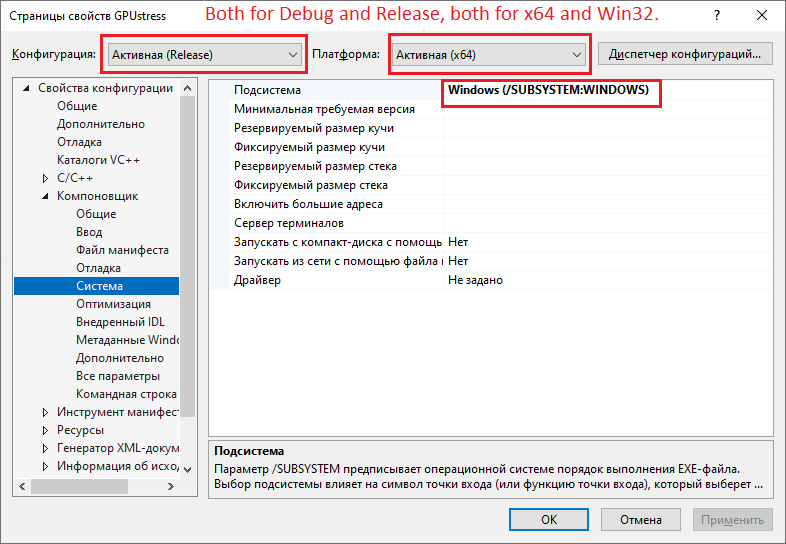 Страницы свойств GPUstress
Both for Debug and Release, both for x64 and Win32.
Конфигурация: Активная (Release) Платформа: Активная (x64) Диспетчер конфигураций...
Свойства конфигурации
Общие
Дополнительно
Отладка
Каталоги VC++
C/C++
Компоновщик
Общие
Ввод
Файл манифеста
Отладка
Система
Оптимизация
Внедренный IDL
Метаданные Windo
Дополнительно
Все параметры
Командная строка
Инструмент манифест
Ресурсы
Генератор XML-докум
Информация об исход
Подсистема Windows (/SUBSYSTEM:WINDOWS)
Минимальная требуемая версия
Резервируемый размер кучи
Фиксируемый размер кучи
Резервируемый размер стека
Фиксируемый размер стека
Включить большие адреса
Сервер терминалов
Запускать с компакт-диска с помощь Нет
Запускать из сети с помощью файла Нет
Драйвер Не задано
Подсистема
Параметр /SUBSYSTEM предписывает операционной системе порядок выполнения EXE-файла.
Выбор подсистемы влияет на символ точки входа (или функцию точки входа), который выберет ...
ОК Отмена Применить